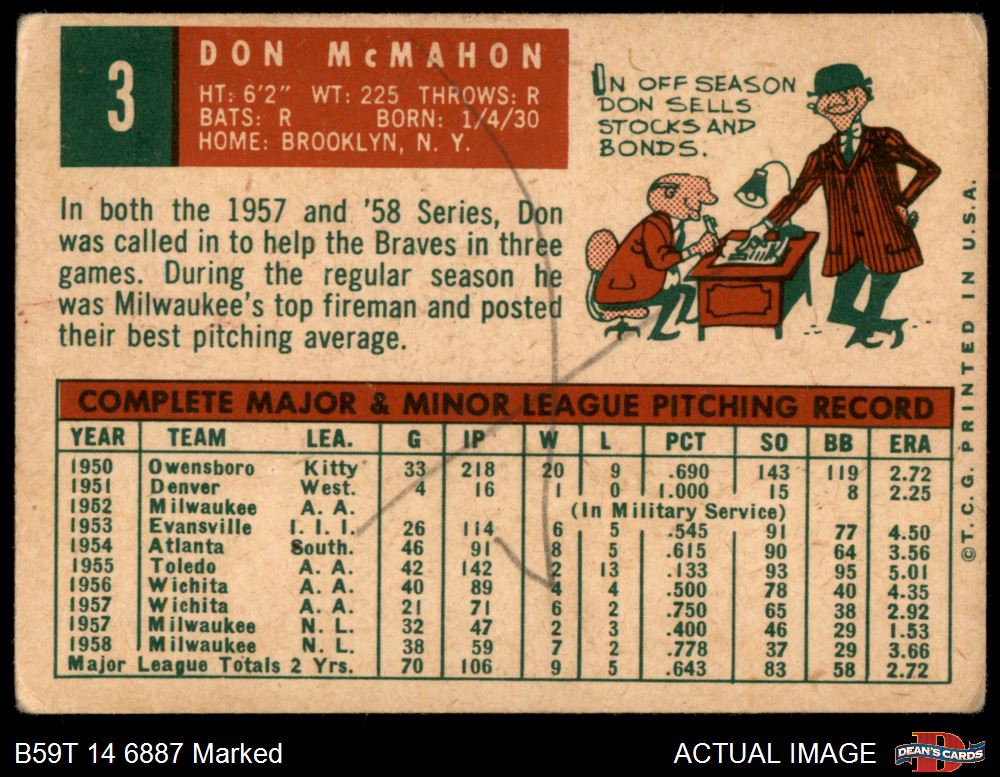 3
DON McMAHON
HT: 6'2" WT: 225 THROWS: R
BATS: R BORN: 1/4/30
HOME: BROOKLYN, N. Y.
IN OFF SEASON
DON SELLS
STOCKS AND
BONDS.
In both the 1957 and '58 Series, Don
was called in to help the Braves in three
games. During the regular season he
was Milwaukee's top fireman and posted
their best pitching average.
COMPLETE MAJOR & MINOR LEAGUE PITCHING RECORD
YEAR TEAM LEA. G IP W L PCT SO BB ERA
1950 Owensboro Kitty 33 218 20 9 .690 143 119 2.72
1951 Denver West. 4 16 1 0 1.000 15 8 2.25
1952 Milwaukee A. A. (In Military Service)
1953 Evansville I. I. I. 26 114 6 5 .545 91 77 4.50
1954 Atlanta South. 46 91 8 5 .615 90 64 3.56
1955 Toledo A. A. 42 142 2 13 .133 93 95 5.01
1956 Wichita A. A. 40 89 4 4 .500 78 40 4.35
1957 Wichita A. A. 21 71 6 2 .750 65 38 2.92
1957 Milwaukee N. L. 32 47 2 3 .400 46 29 1.53
1958 Milwaukee N. L. 38 59 7 2 .778 37 29 3.66
Major League Totals 2 Yrs. 70 106 9 5 .643 83 58 2.72
©T.C.G. PRINTED IN U.S.A.
B59T 14 6887 Marked
ACTUAL IMAGE
DEAN'S CARDS